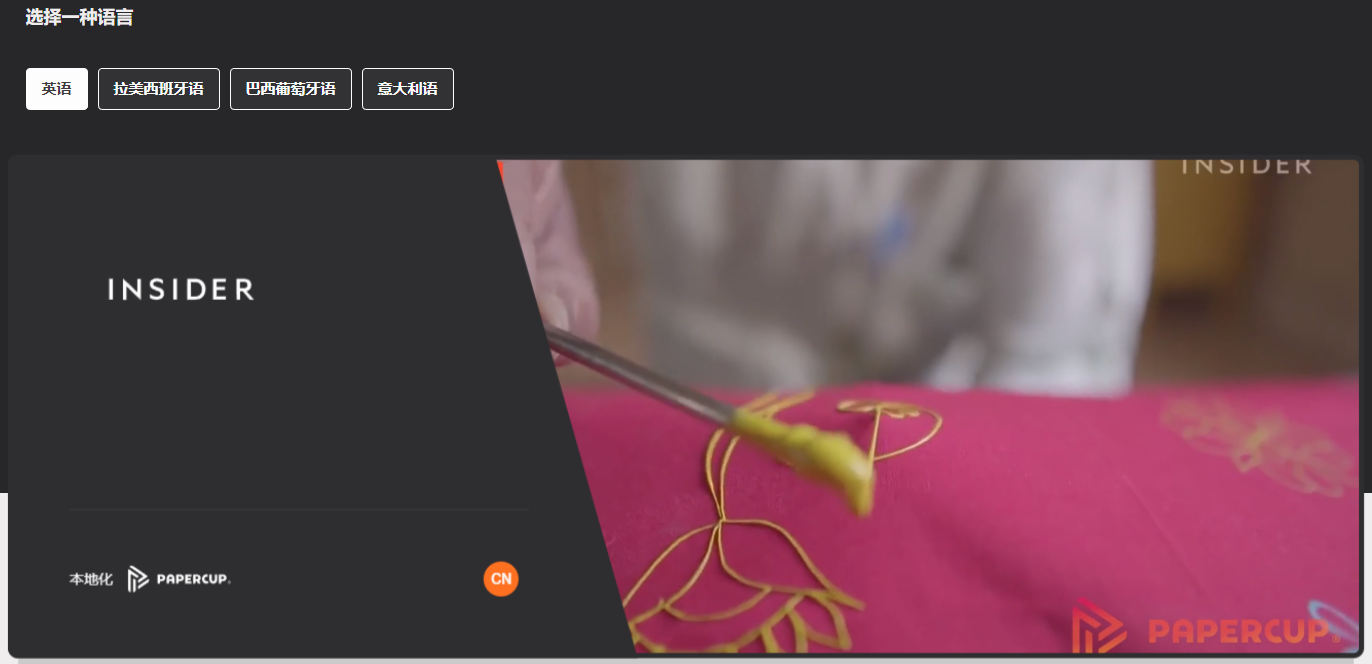 选择一种语言
英语 拉美西班牙语 巴西葡萄牙语 意大利语
INSIDER
INSIDER
本地化 PAPERCUP®
CN
PAPERCUP®